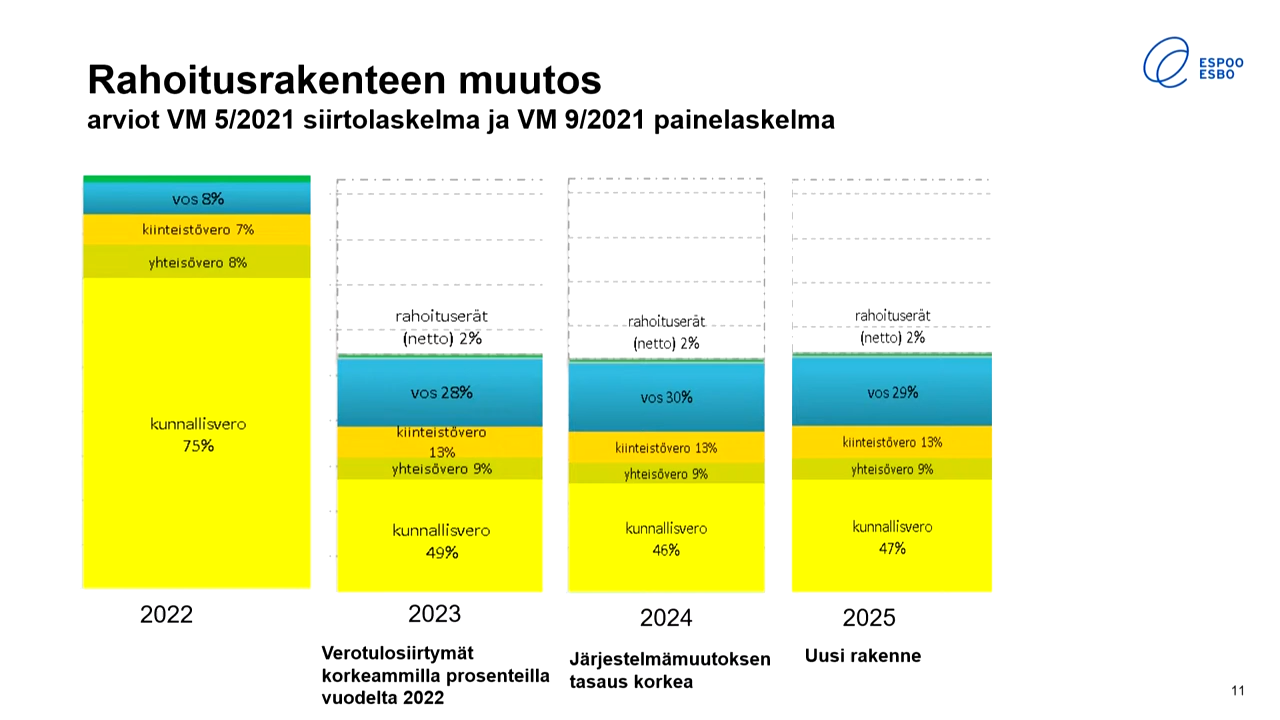 Rahoitusrakenteen muutos
arviot VM 5/2021 siirtolaskelma ja VM 9/2021 painelaskelma
ESPOO
ESBO
vos 8%
kiinteistövero 7%
yhteisövero 8%
kunnallisvero
75%
2022
rahoituserät
(netto) 2%
vos 28%
kiinteistövero
13%
yhteisövero 9%
kunnallisvero
49%
2023
Verotulosiirtymät
korkeammilla prosenteilla
vuodelta 2022
rahoituserät
(netto) 2%
vos 30%
kiinteistövero 13%
yhteisövero 9%
kunnallisvero
46%
2024
Järjestelmämuutoksen
tasaus korkea
rahoituserät
(netto) 2%
vos 29%
kiinteistövero 13%
yhteisövero 9%
kunnallisvero
47%
2025
Uusi rakenne
11